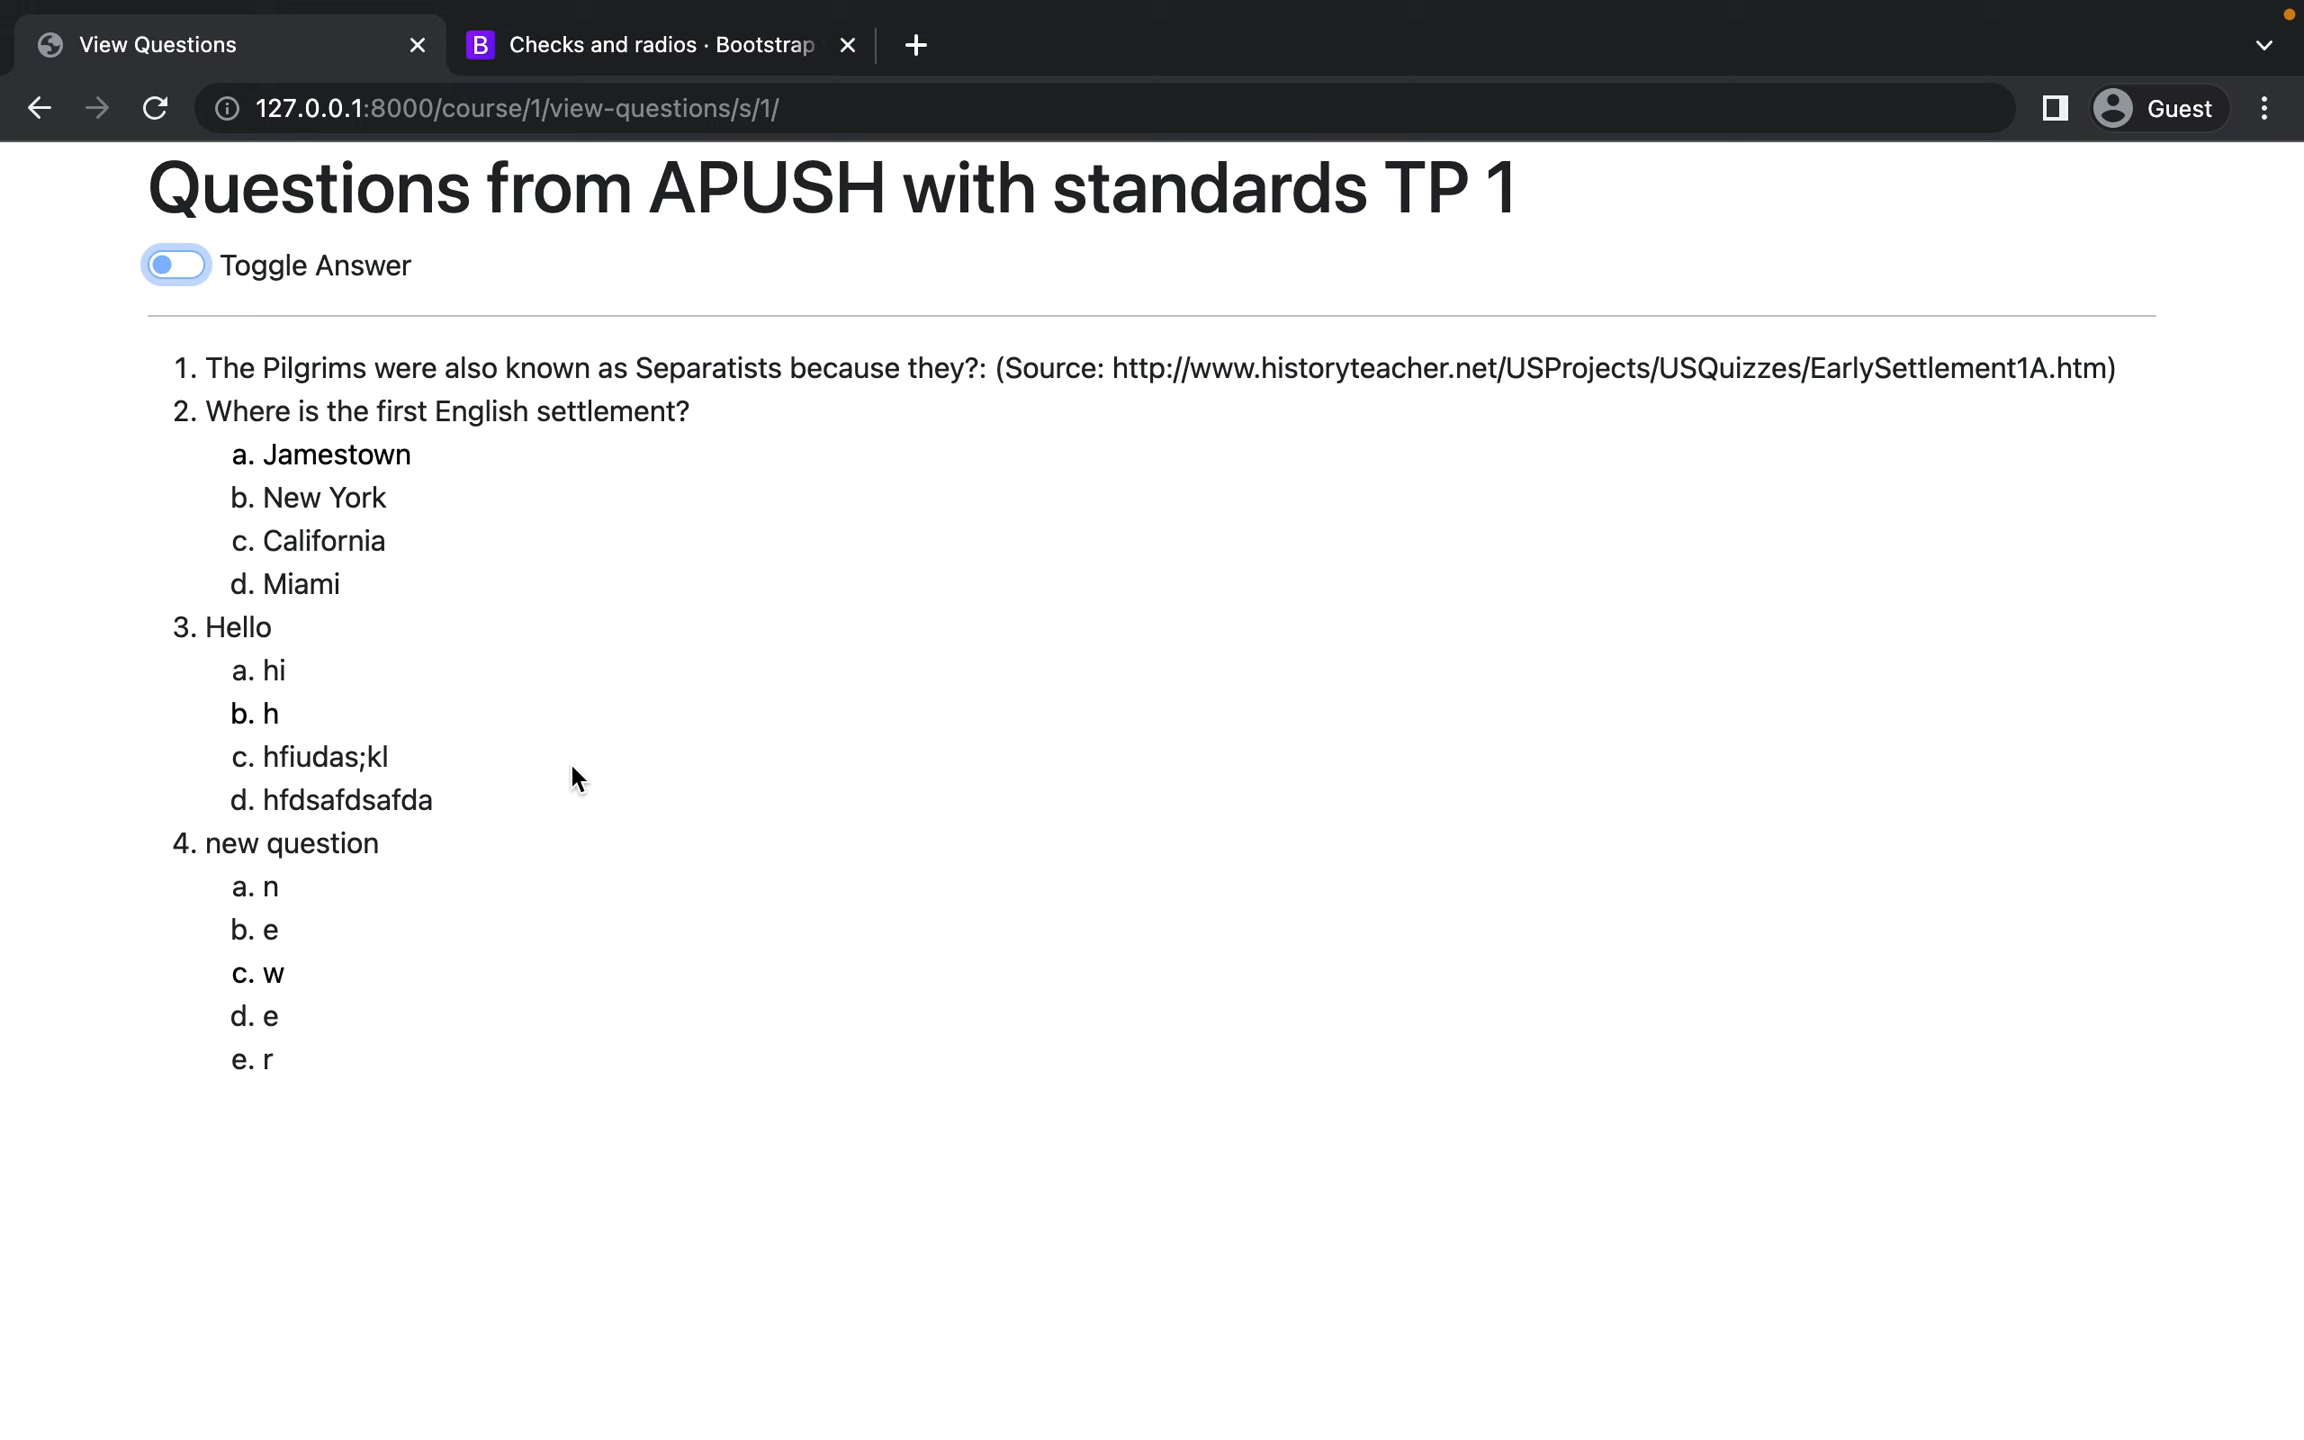 View Questions
B Checks and radios · Bootstrap
127.0.0.1:8000/course/1/view-questions/s/1/
Guest
Questions from APUSH with standards TP 1
Toggle Answer
1. The Pilgrims were also known as Separatists because they?: (Source: http://www.historyteacher.net/USProjects/USQuizzes/EarlySettlement1A.htm)
2. Where is the first English settlement?
a. Jamestown
b. New York
c. California
d. Miami
3. Hello
a. hi
b. h
c. hfiudas;kl
d. hfdsafdsafda
4. new question
a. n
b. e
c. w
d. e
e. r